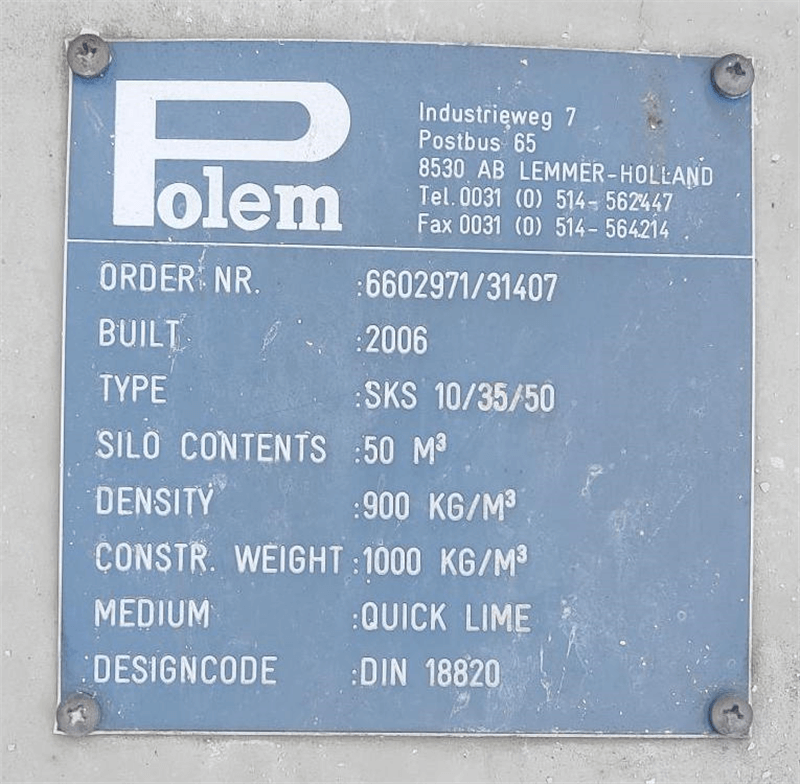 Polem
Industrieweg 7
Postbus 65
8530 AB LEMMER-HOLLAND
Tel. 0031 (0) 514- 562447
Fax 0031 (0) 514- 564214
ORDER NR. :6602971/31407
BUILT :2006
TYPE :SKS 10/35/50
SILO CONTENTS :50 M³
DENSITY :900 KG/M³
CONSTR. WEIGHT :1000 KG/M³
MEDIUM :QUICK LIME
DESIGNCODE :DIN 18820